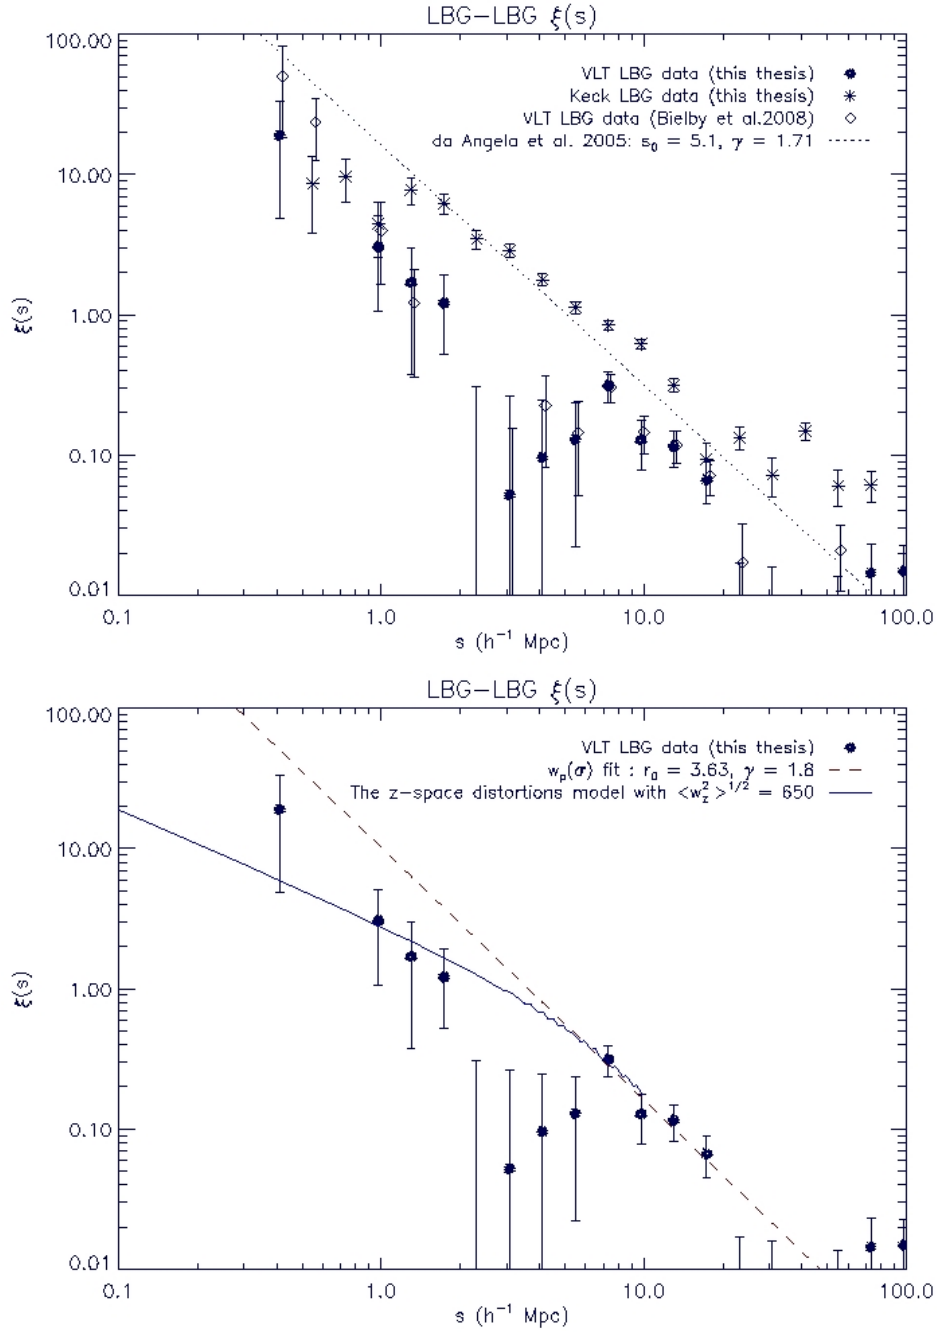 LBG−LBG ξ(s)
100.00
10.00
1.00
0.10
0.01
ξ(s)
VLT LBG data (this thesis)
Keck LBG data (this thesis)
VLT LBG data (Bielby et al.2008)
da Angela et al. 2005: s₀ = 5.1, γ = 1.71
0.1 1.0 10.0 100.0
s (h⁻¹ Mpc)
LBG−LBG ξ(s)
100.00
10.00
1.00
0.10
0.01
ξ(s)
VLT LBG data (this thesis)
wₚ(σ) fit : r₀ = 3.63, γ = 1.8
The z−space distortions model with <w_z²>^1/2 = 650
0.1 1.0 10.0 100.0
s (h⁻¹ Mpc)